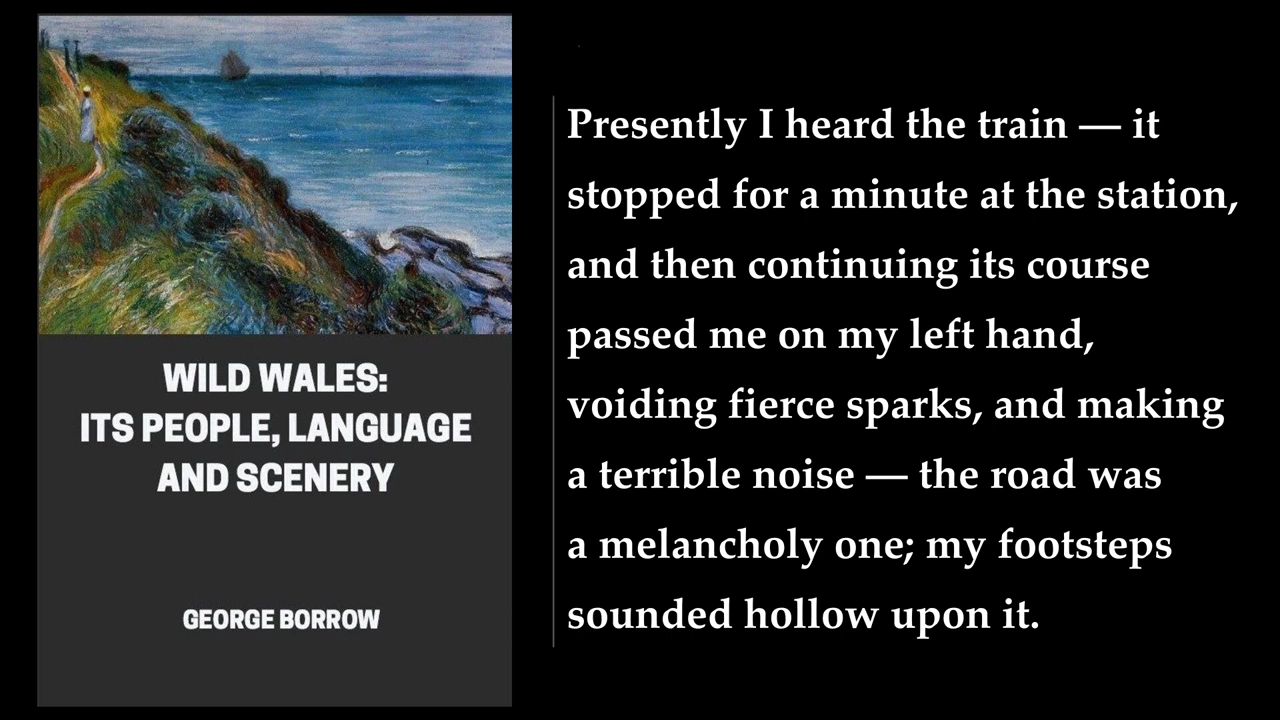 WILD WALES:
ITS PEOPLE, LANGUAGE
AND SCENERY
GEORGE BORROW
Presently I heard the train — it
stopped for a minute at the station,
and then continuing its course
passed me on my left hand,
voiding fierce sparks, and making
a terrible noise — the road was
a melancholy one; my footsteps
sounded hollow upon it.